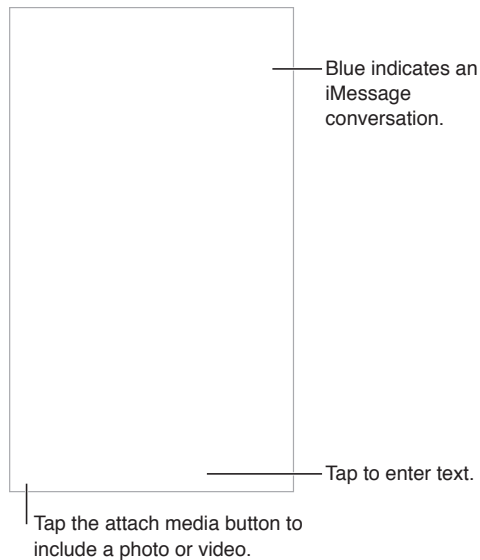 Blue indicates an
iMessage
conversation.
Tap to enter text.
Tap the attach media button to
include a photo or video.